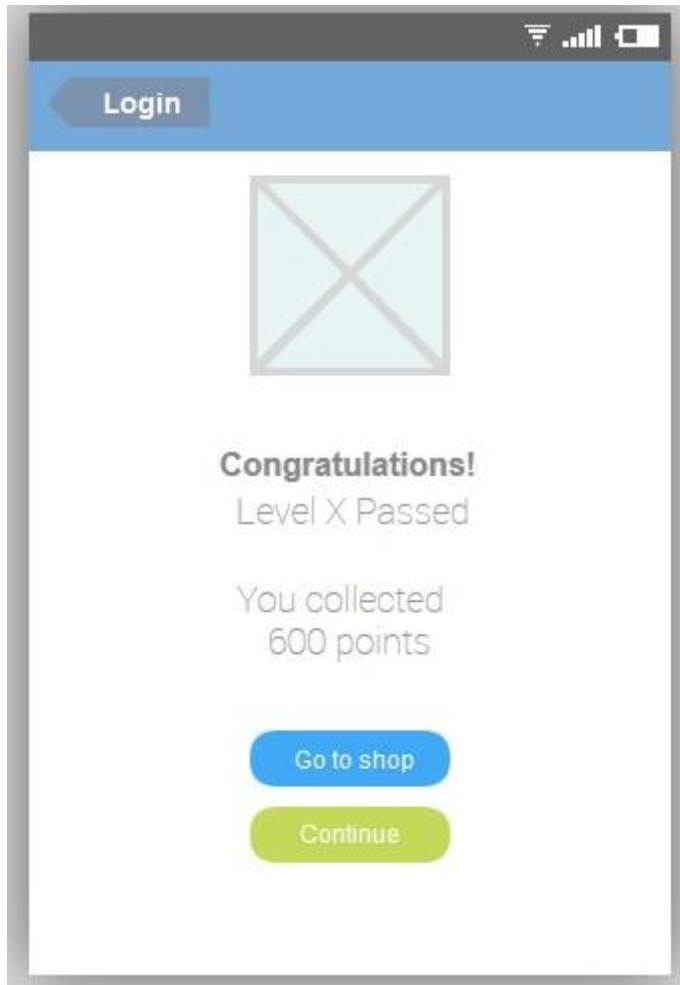 Login
Congratulations!
Level X Passed
You collected
600 points
Go to shop
Continue